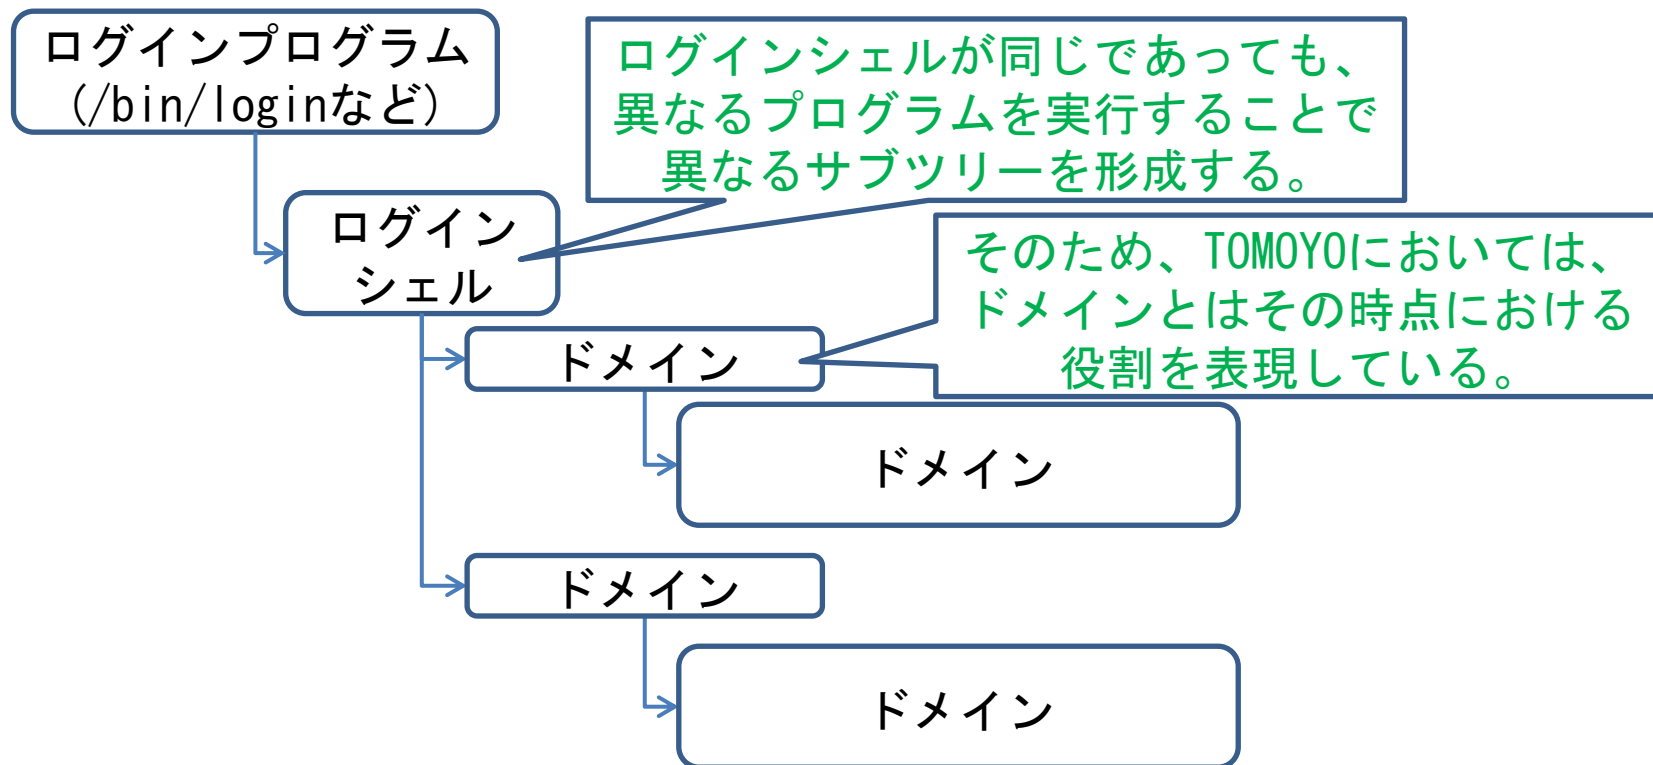 ログインプログラム
(/bin/loginなど)
ログインシェルが同じであっても、
異なるプログラムを実行することで
異なるサブツリーを形成する。
ログイン
シェル
そのため、TOMOYOにおいては、
ドメインとはその時点における
役割を表現している。
ドメイン
ドメイン
ドメイン
ドメイン